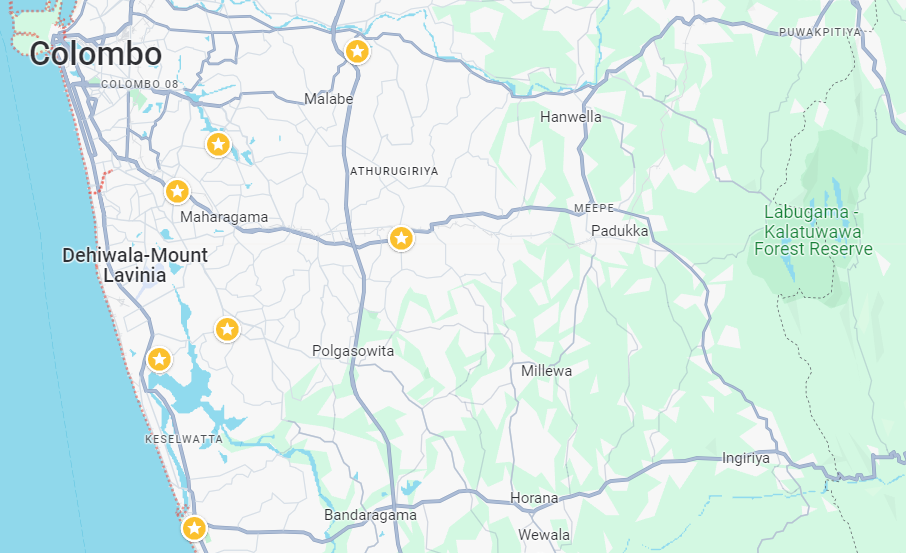 PUWAKPITIYA
Colombo
COLOMBO 08
Malabe
Hanwella
ATHURUGIRIYA
Maharagama
MEEPE
Padukka
Labugama -
Kalatuwawa
Forest Reserve
Dehiwala-Mount
Lavinia
Polgasowita
Millewa
KESELWATTA
Ingiriya
Horana
Bandaragama
Wewala